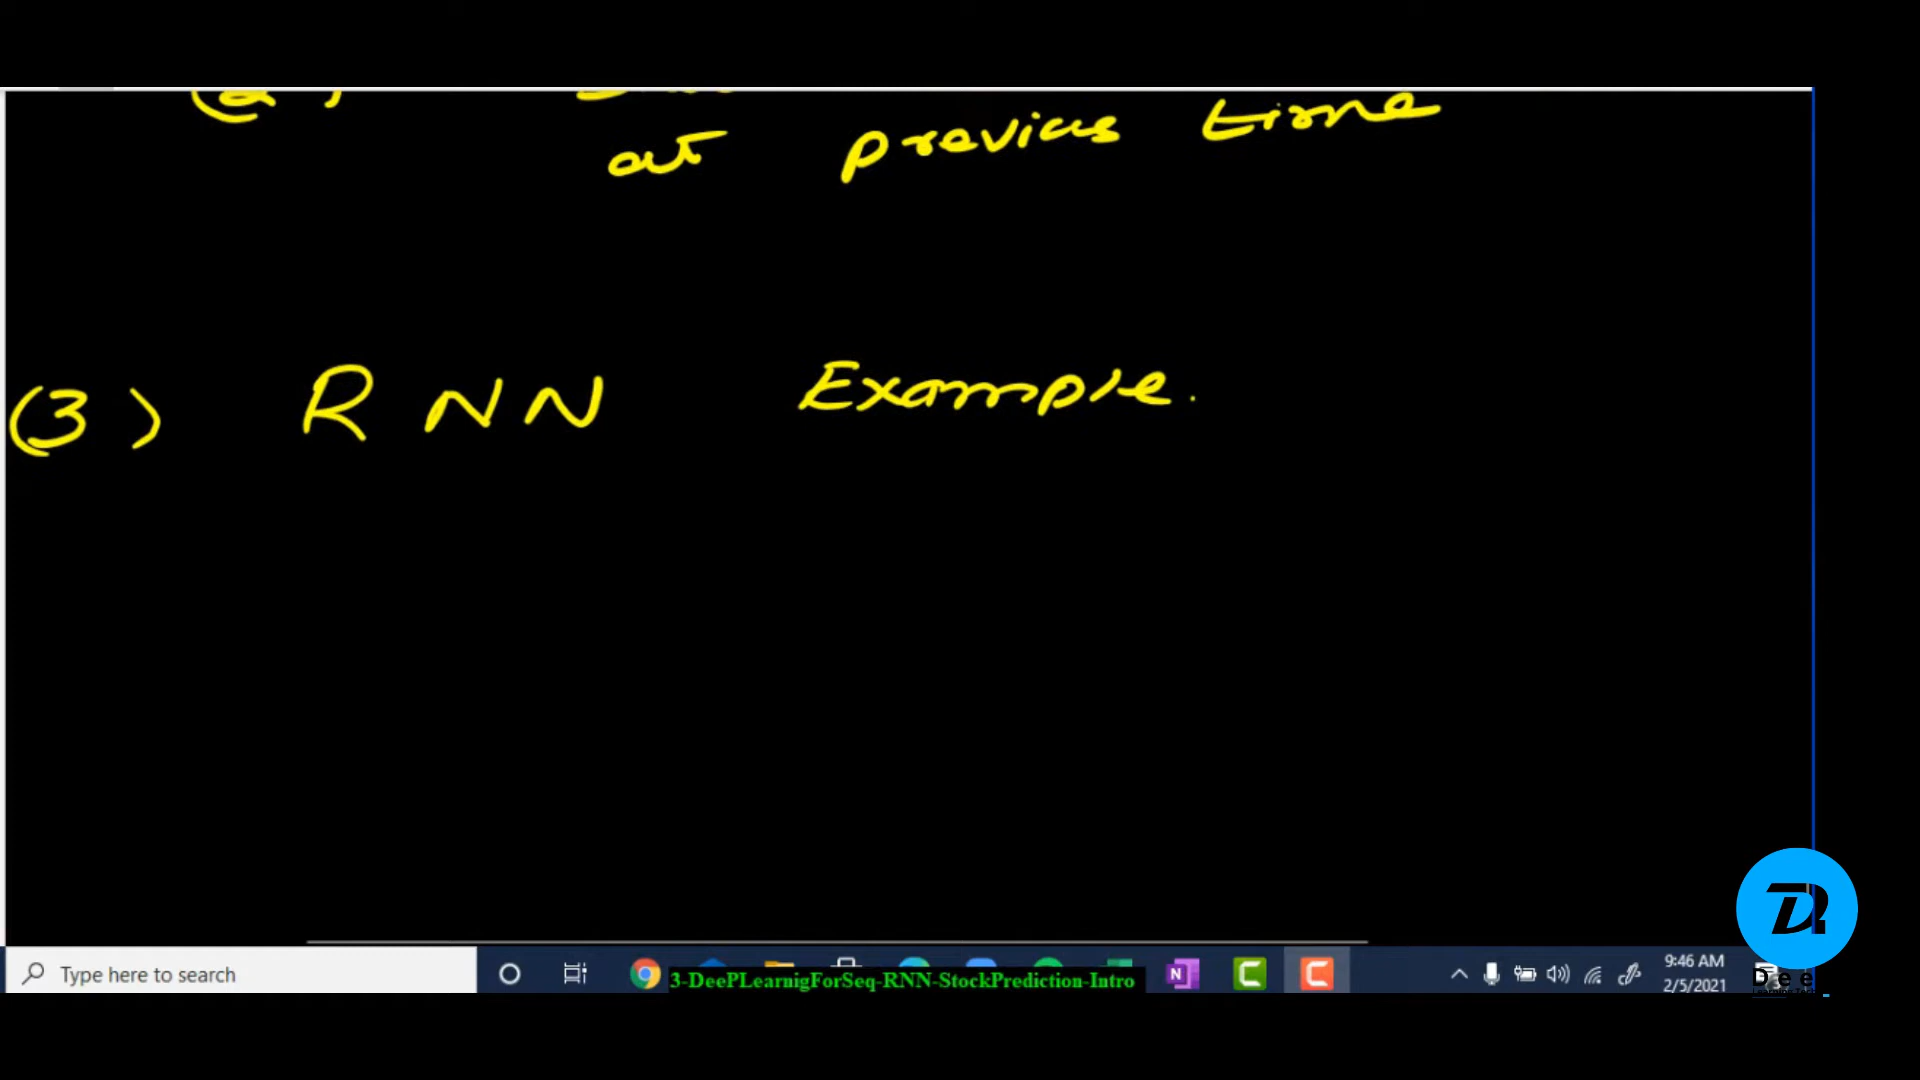 at previous time
(3) RNN Example.
Type here to search
3-DeePLearnigForSeq-RNN-StockPrediction-Intro
9:46 AM
2/5/2021
Dee